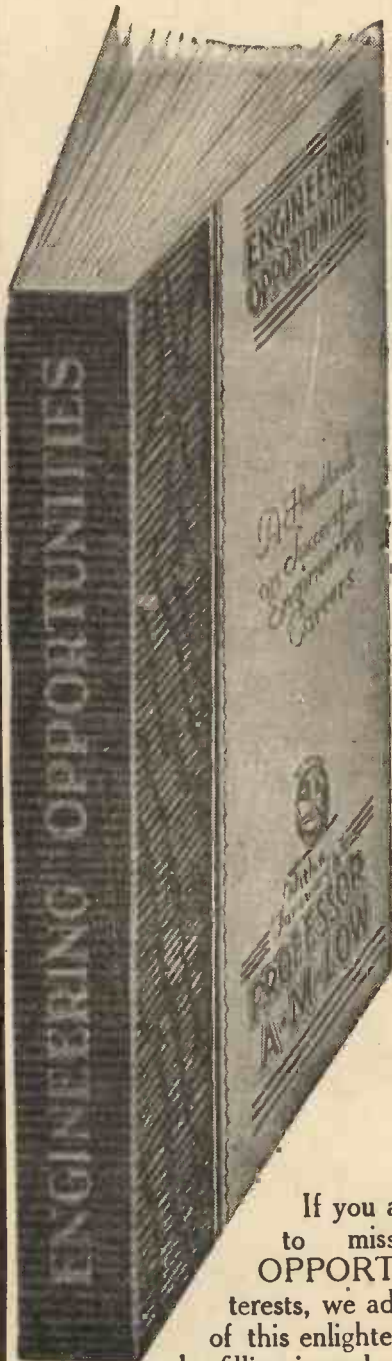 ENGINEERING OPPORTUNITIES
ENGINEERING
OPPORTUNITIES
A Handbook
on Successful
Engineering
Careers
With a
PROFESSOR
A. M. LOW
If you a
to miss
OPPORT
terests, we ad
of this enlighte